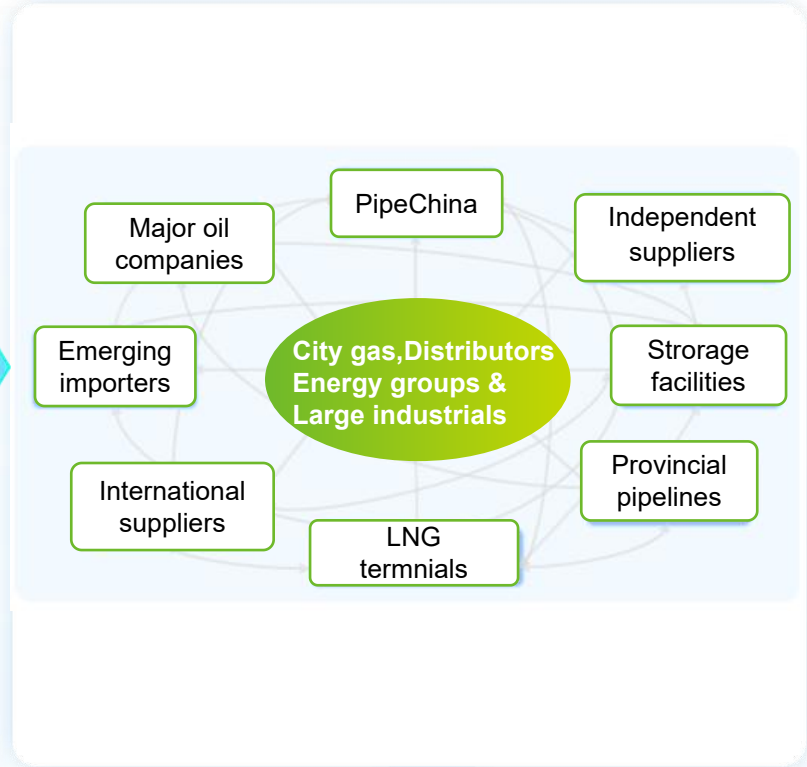 PipeChina
Major oil
companies
Independent
suppliers
City gas,Distributors
Energy groups &
Large industrials
Emerging
importers
Strorage
facilities
International
suppliers
Provincial
pipelines
LNG
termnials